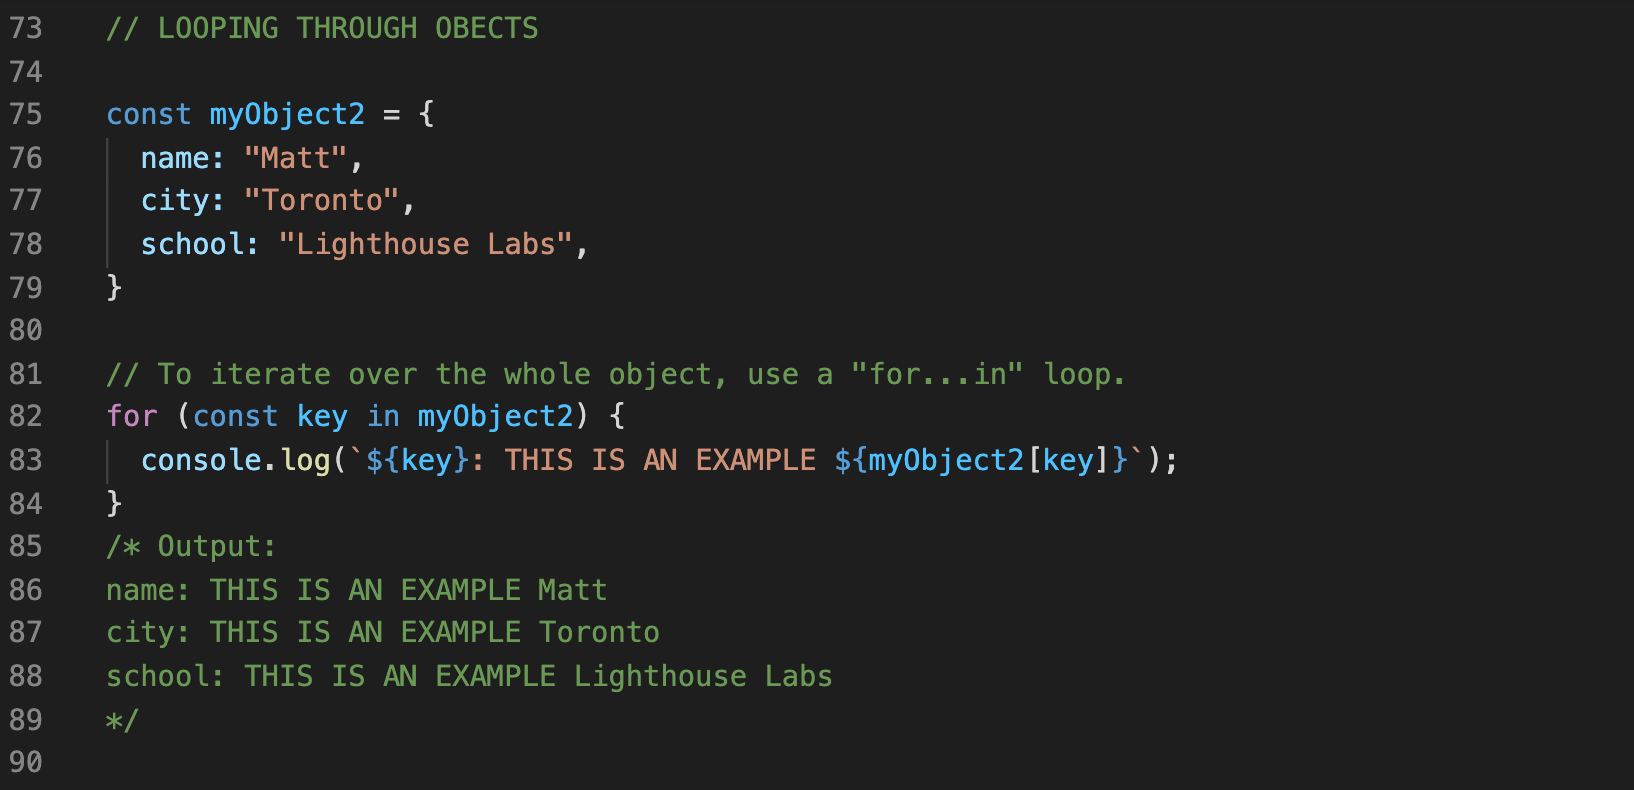 73 // LOOPING THROUGH OBECTS
74
75 const myObject2 = {
76   name: "Matt",
77   city: "Toronto",
78   school: "Lighthouse Labs",
79 }
80
81 // To iterate over the whole object, use a "for...in" loop.
82 for (const key in myObject2) {
83   console.log(`${key}: THIS IS AN EXAMPLE ${myObject2[key]}`);
84 }
85 /* Output:
86 name: THIS IS AN EXAMPLE Matt
87 city: THIS IS AN EXAMPLE Toronto
88 school: THIS IS AN EXAMPLE Lighthouse Labs
89 */
90